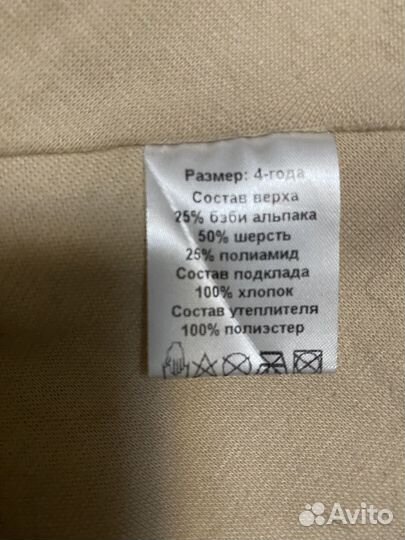 Размер: 4-года
Состав верха
25% бэби альпака
50% шерсть
25% полиамид
Состав подклада
100% хлопок
Состав утеплителя
100% полиэстер
Avito